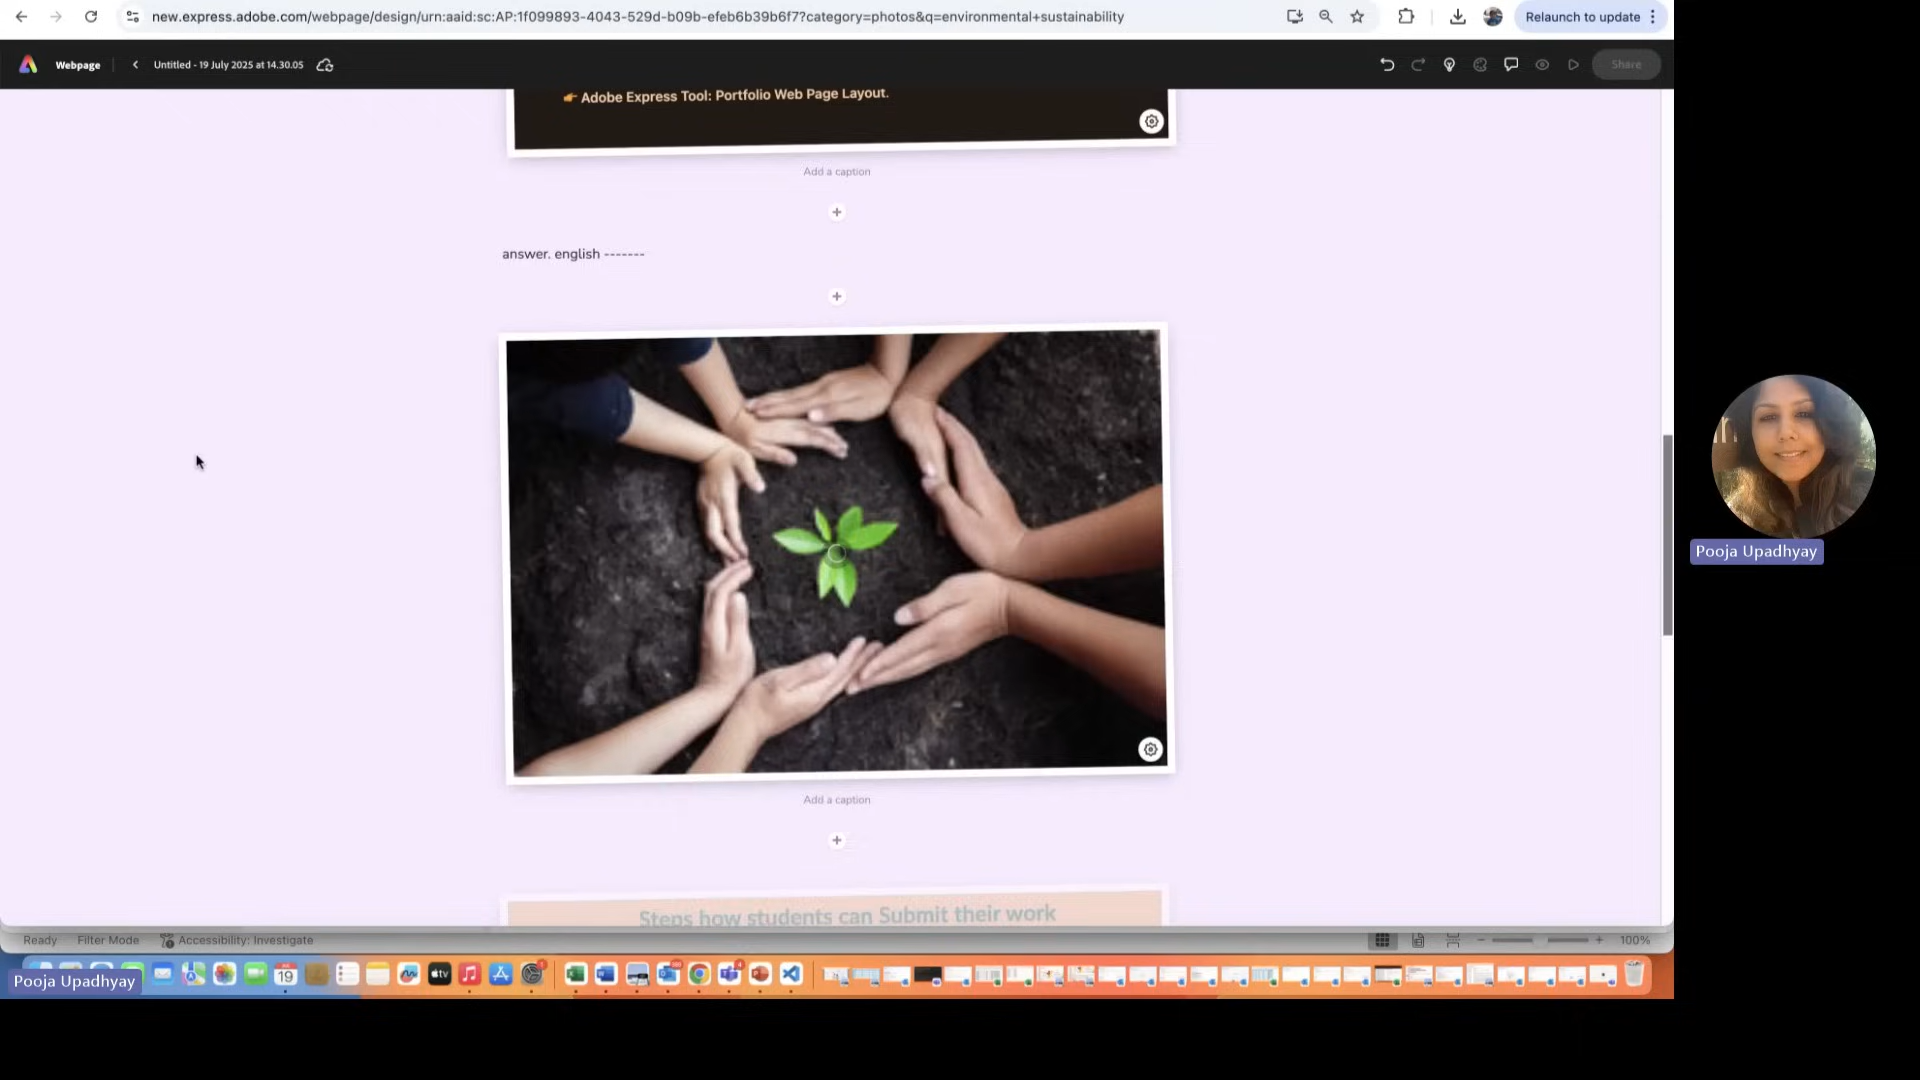 new.express.adobe.com/webpage/design/urn:aaid:sc:AP:1f099893-4043-529d-b09b-efeb6b39b6f7?category=photos&q=environmental+sustainability
Relaunch to update
Webpage
Untitled - 19 July 2025 at 14.30.05
Share
👉 Adobe Express Tool: Portfolio Web Page Layout.
Add a caption
answer. english -------
Add a caption
Steps how students can Submit their work
Ready
Filter Mode
Accessibility: Investigate
100%
Pooja Upadhyay
Pooja Upadhyay
tv
19